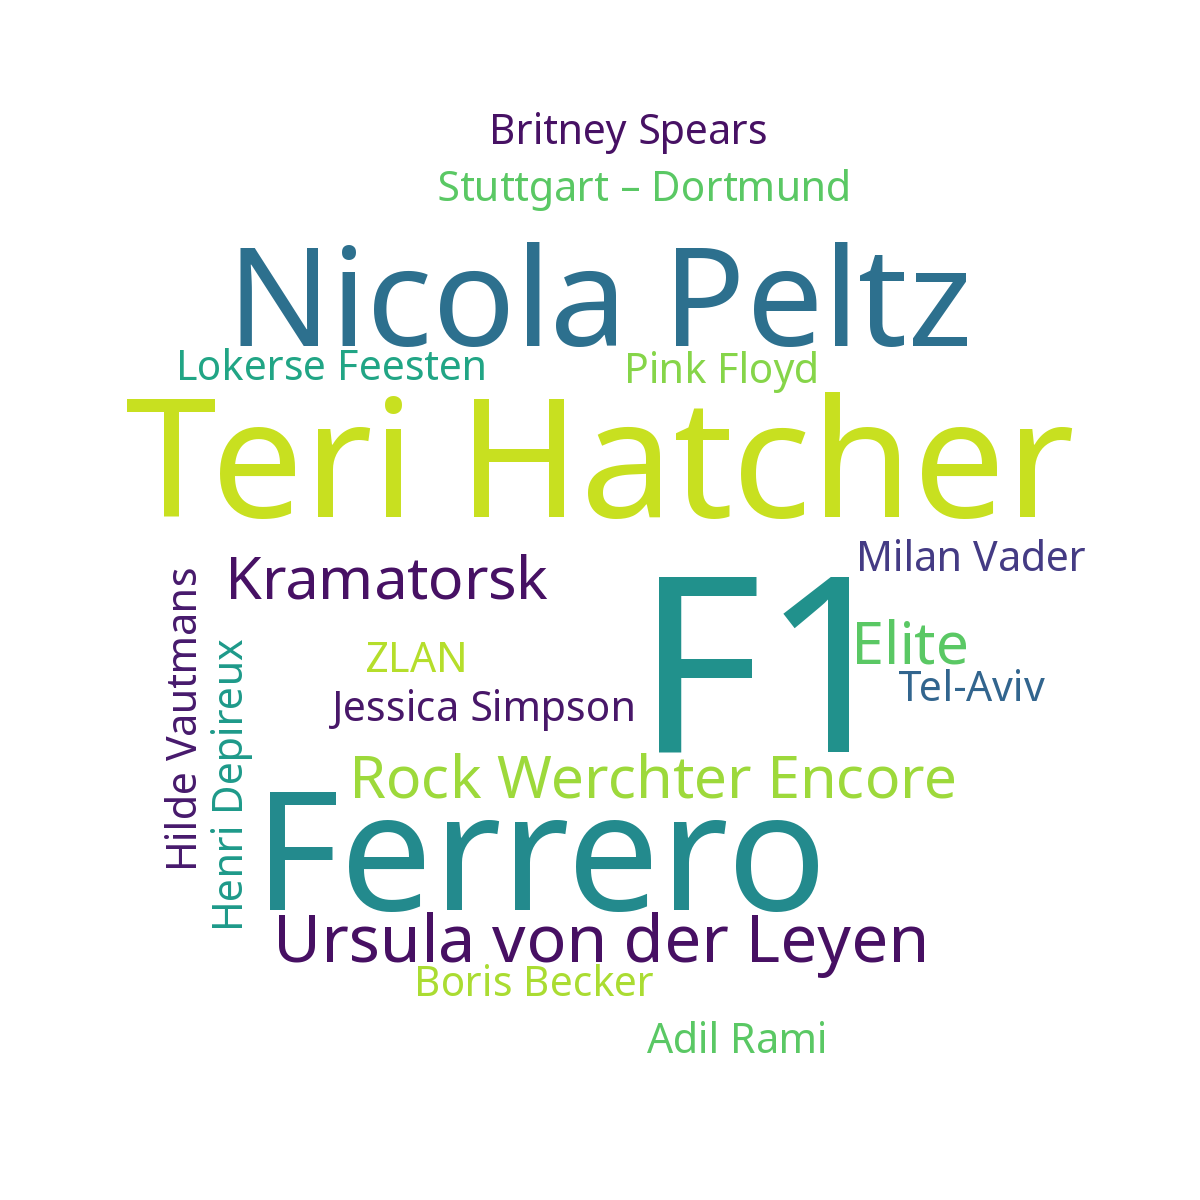 Britney Spears
Stuttgart – Dortmund
Nicola Peltz
Lokerse Feesten
Pink Floyd
Teri Hatcher
Kramatorsk
F1
Milan Vader
Elite
Tel-Aviv
ZLAN
Jessica Simpson
Hilde Vautmans
Henri Depireux
Rock Werchter Encore
Ferrero
Ursula von der Leyen
Boris Becker
Adil Rami